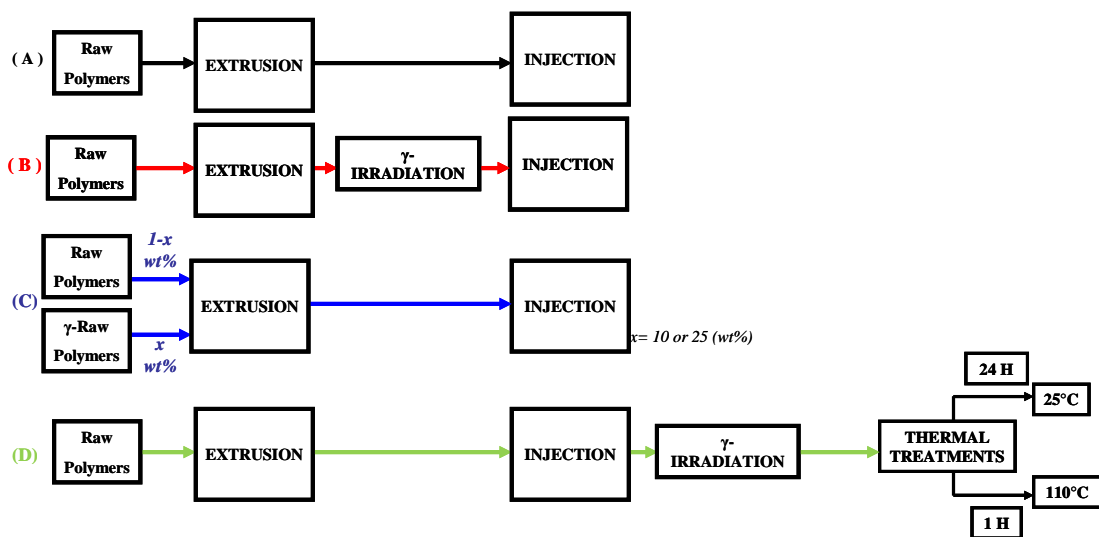 ( A )
Raw
Polymers
EXTRUSION
INJECTION
( B )
Raw
Polymers
EXTRUSION
γ-
IRRADIATION
INJECTION
(C)
Raw
Polymers
1-x
wt%
γ-Raw
Polymers
x
wt%
EXTRUSION
INJECTION
x= 10 or 25 (wt%)
(D)
Raw
Polymers
EXTRUSION
INJECTION
γ-
IRRADIATION
THERMAL
TREATMENTS
24 H
25°C
110°C
1 H